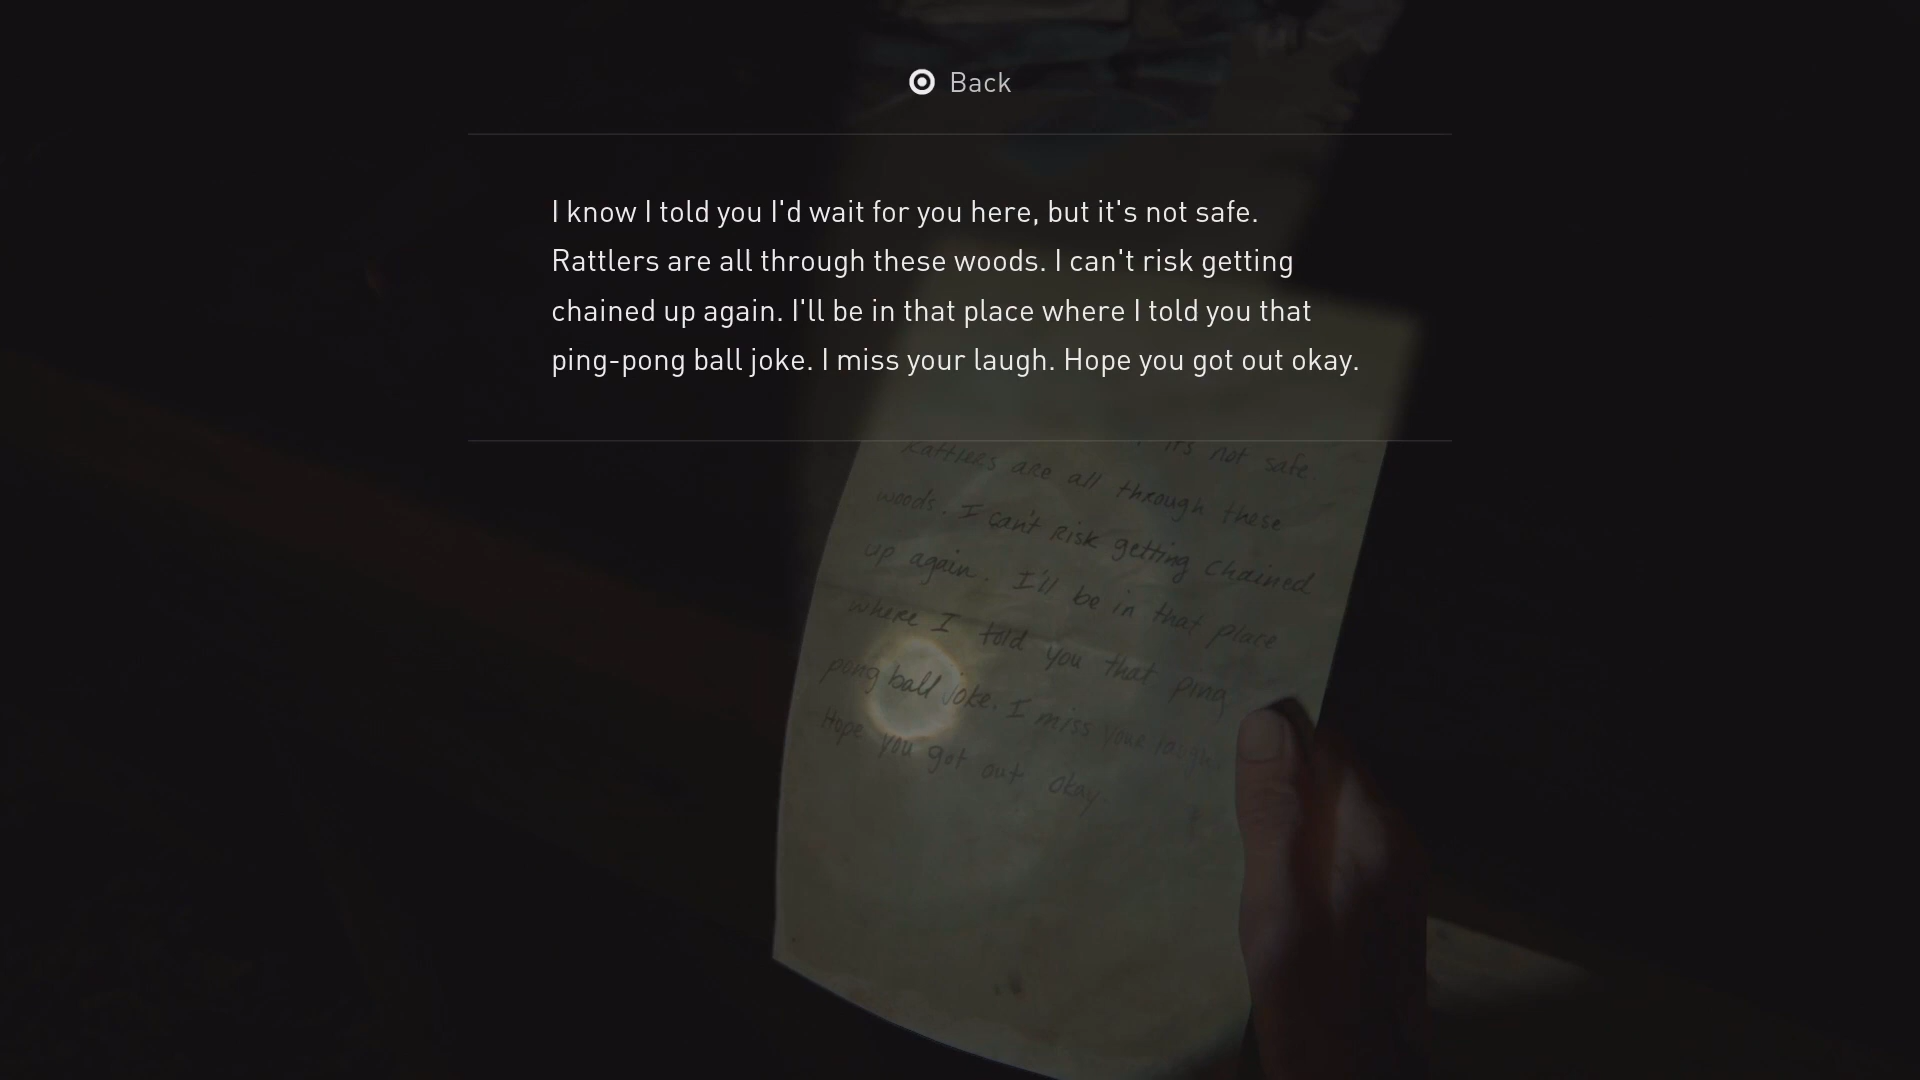 Back
I know I told you I'd wait for you here, but it's not safe.
Rattlers are all through these woods. I can't risk getting
chained up again. I'll be in that place where I told you that
ping-pong ball joke. I miss your laugh. Hope you got out okay.
its not safe.
Rattlers are all through these
woods. I can't risk getting chained
up again. I'll be in that place
where I told you that ping
pong ball joke. I miss your laugh.
Hope you got out okay.